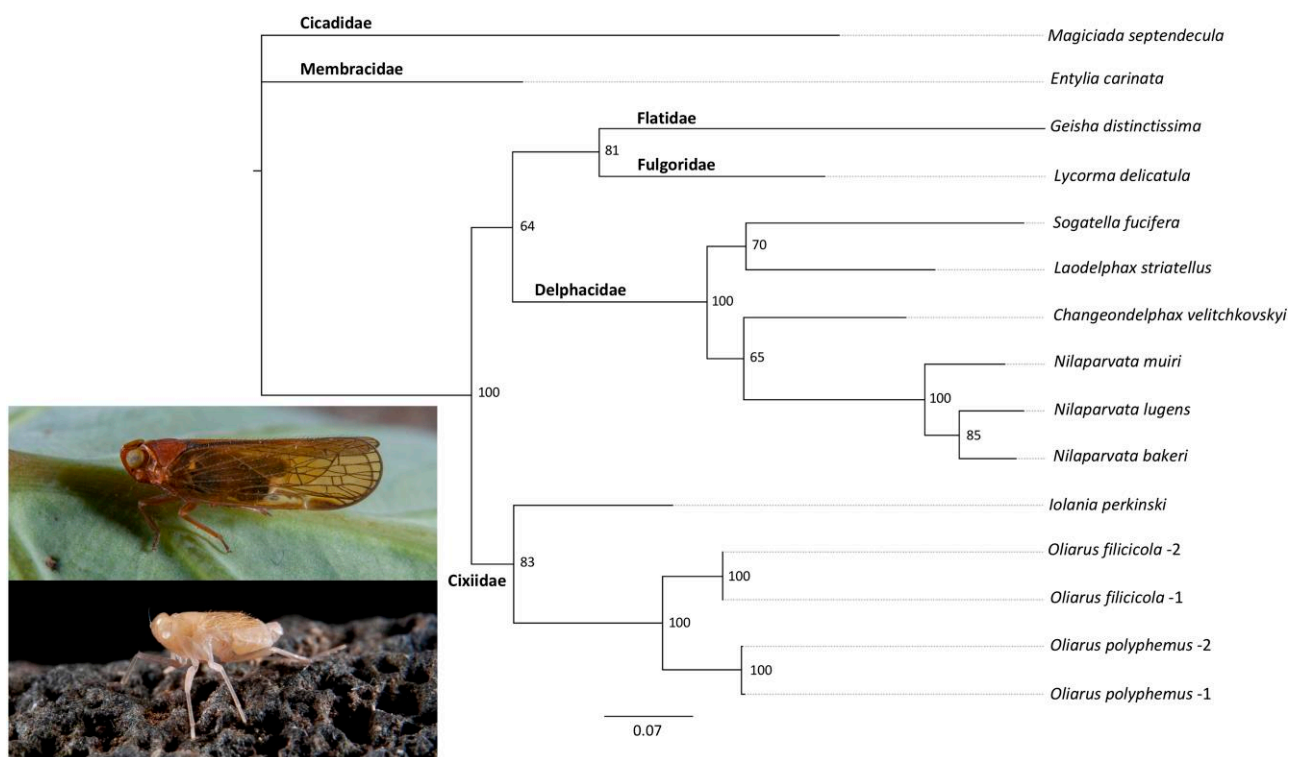 Cicadidae
Magiciada septendecula
Membracidae
Entylia carinata
Flatidae
Geisha distinctissima
81
Fulgoridae
Lycorma delicatula
64
Sogatella fucifera
70
Laodelphax striatellus
Delphacidae
100
Changeondelphax velitchkovskyi
65
Nilaparvata muiri
100
100
Nilaparvata lugens
85
Nilaparvata bakeri
Iolania perkinski
Oliarus filicicola -2
83
Cixiidae
100
Oliarus filicicola -1
100
Oliarus polyphemus -2
100
Oliarus polyphemus -1
0.07